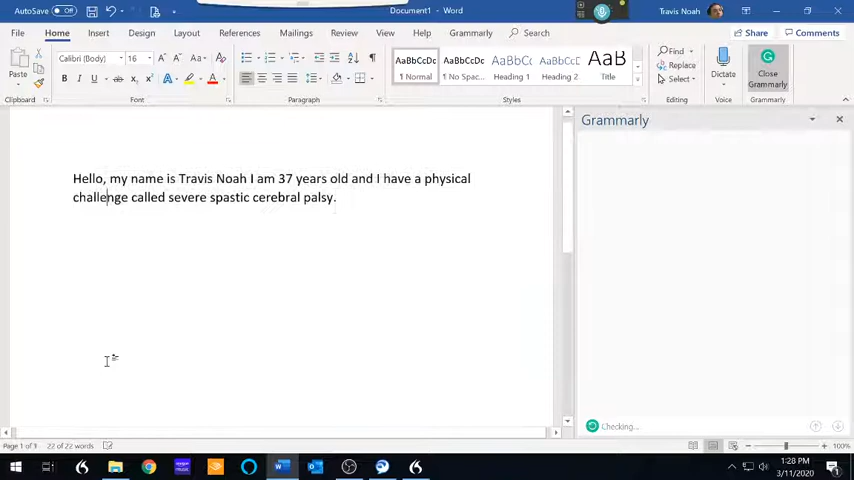 AutoSave Off Document1 - Word Travis Noah
File Home Insert Draw Design Layout References Mailings Review View Help Grammarly Search Share Comments
Calibri (Body) 16 A A Aa
Paste B I U ab x x A A
AaBbCcDc AaBbCcDc AaBbCc AaBbCcD AaB
¶ Normal ¶ No Spac... Heading 1 Heading 2 Title
Find
Replace
Select
Dictate
Close Grammarly
Clipboard Font Paragraph Styles Editing Voice Grammarly
Grammarly
Hello, my name is Travis Noah I am 37 years old and I have a physical
challenge called severe spastic cerebral palsy.
Checking...
Page 1 of 1 22 of 22 words 100%
1:28 PM
3/11/2020